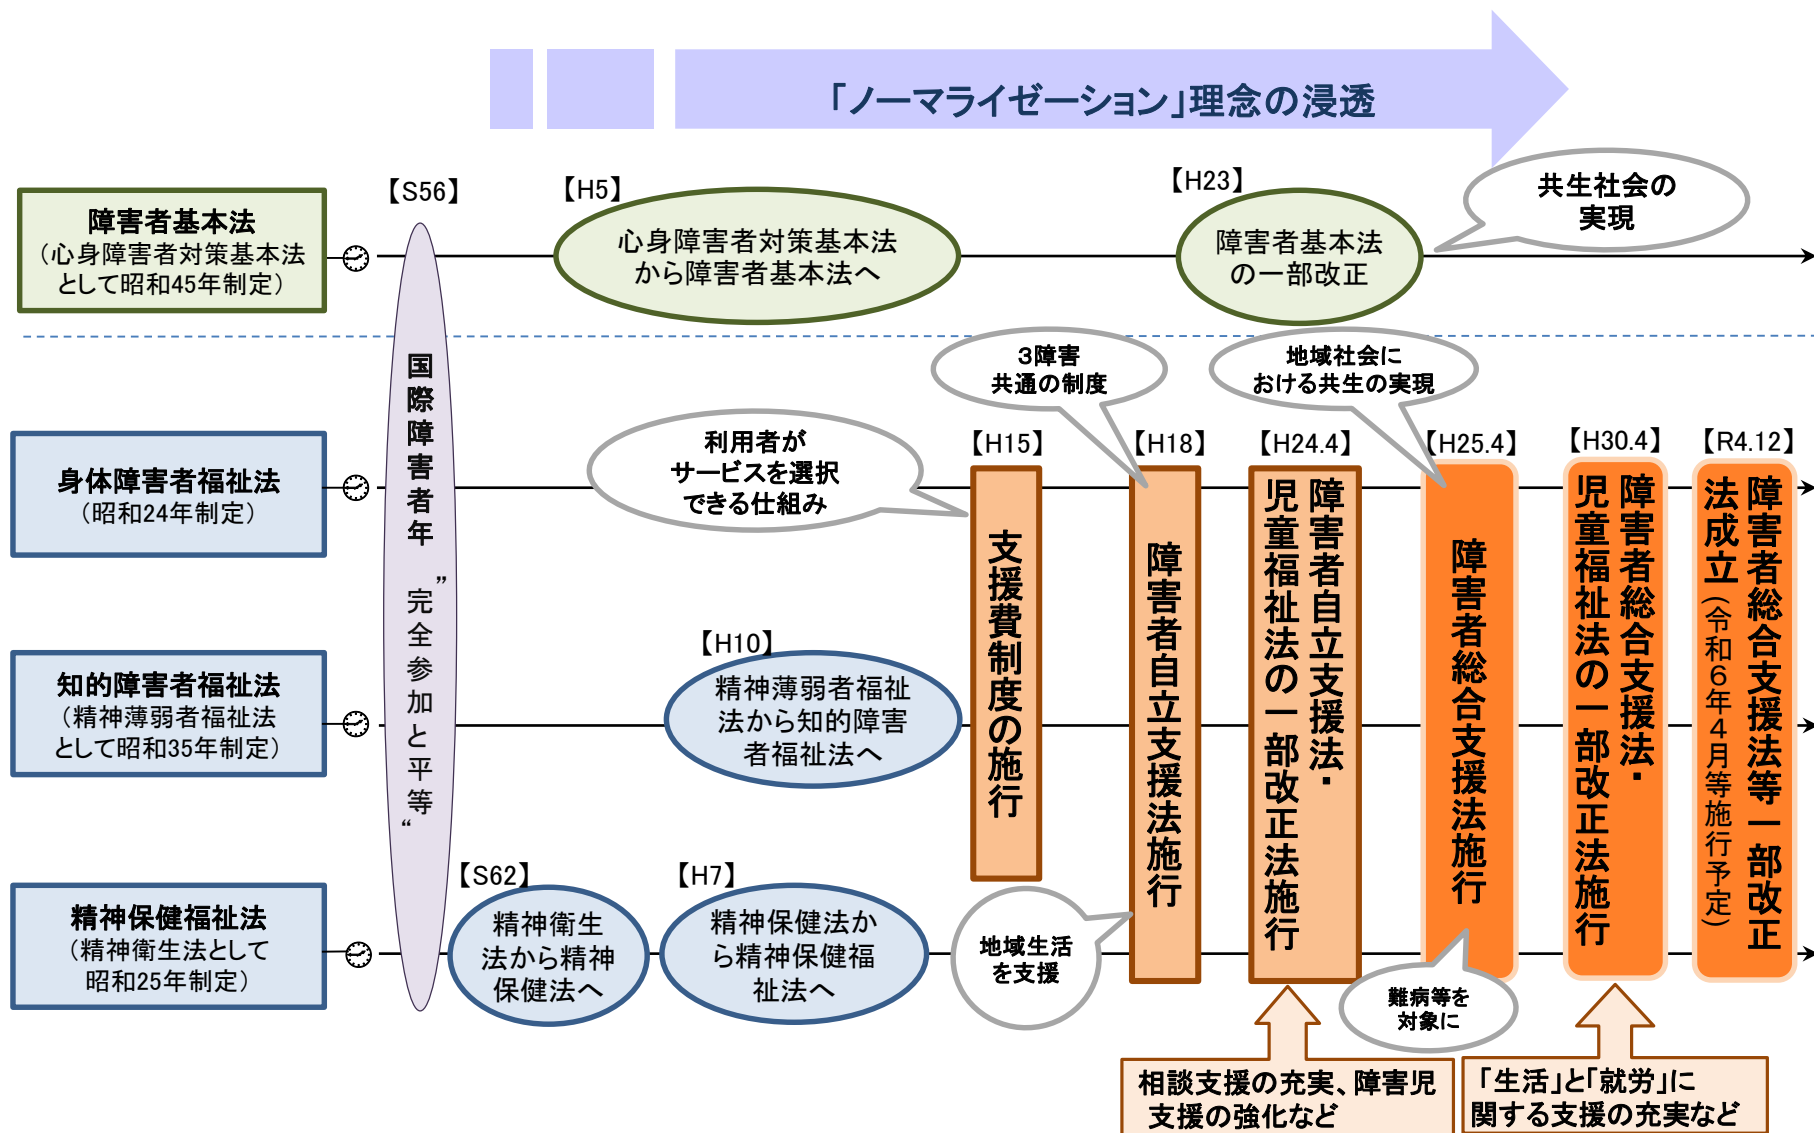 「ノーマライゼーション」理念の浸透
【S56】
【H5】
【H23】
共生社会の
実現
障害者基本法
（心身障害者対策基本法
として昭和45年制定）
心身障害者対策基本法
から障害者基本法へ
障害者基本法
の一部改正
国際障害者年 “完全参加と平等”
3障害
共通の制度
地域社会に
おける共生の実現
利用者が
サービスを選択
できる仕組み
【H15】
【H18】
【H24.4】
【H25.4】
【H30.4】
【R4.12】
身体障害者福祉法
（昭和24年制定）
支援費制度の施行
障害者自立支援法施行
障害者自立支援法・
児童福祉法の一部改正法施行
障害者総合支援法施行
障害者総合支援法・
児童福祉法の一部改正法施行
障害者総合支援法等一部改正
法成立（令和６年４月等施行予定）
【H10】
知的障害者福祉法
（精神薄弱者福祉法
として昭和35年制定）
精神薄弱者福祉
法から知的障害
者福祉法へ
【S62】
【H7】
精神保健福祉法
（精神衛生法として
昭和25年制定）
精神衛生
法から精神
保健法へ
精神保健法か
ら精神保健福
祉法へ
地域生活
を支援
難病等を
対象に
相談支援の充実、障害児
支援の強化など
「生活」と「就労」に
関する支援の充実など